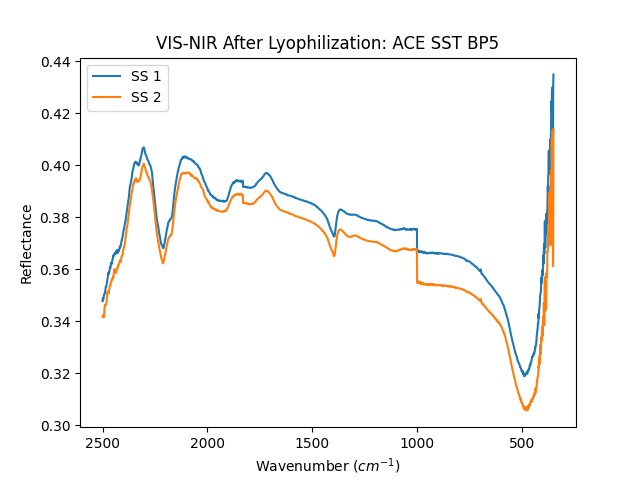 VIS-NIR After Lyophilization: ACE SST BP5
SS 1
SS 2
Reflectance
0.44
0.42
0.40
0.38
0.36
0.34
0.32
0.30
2500 2000 1500 1000 500
Wavenumber (cm⁻¹)